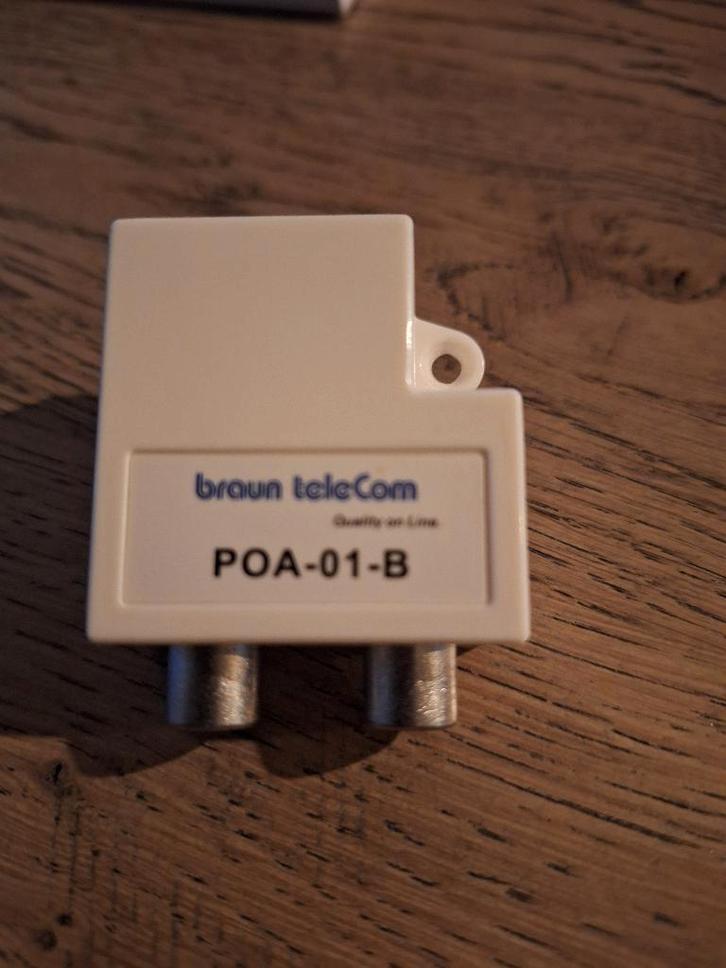 braun teleCom
Quality on Line.
POA-01-B